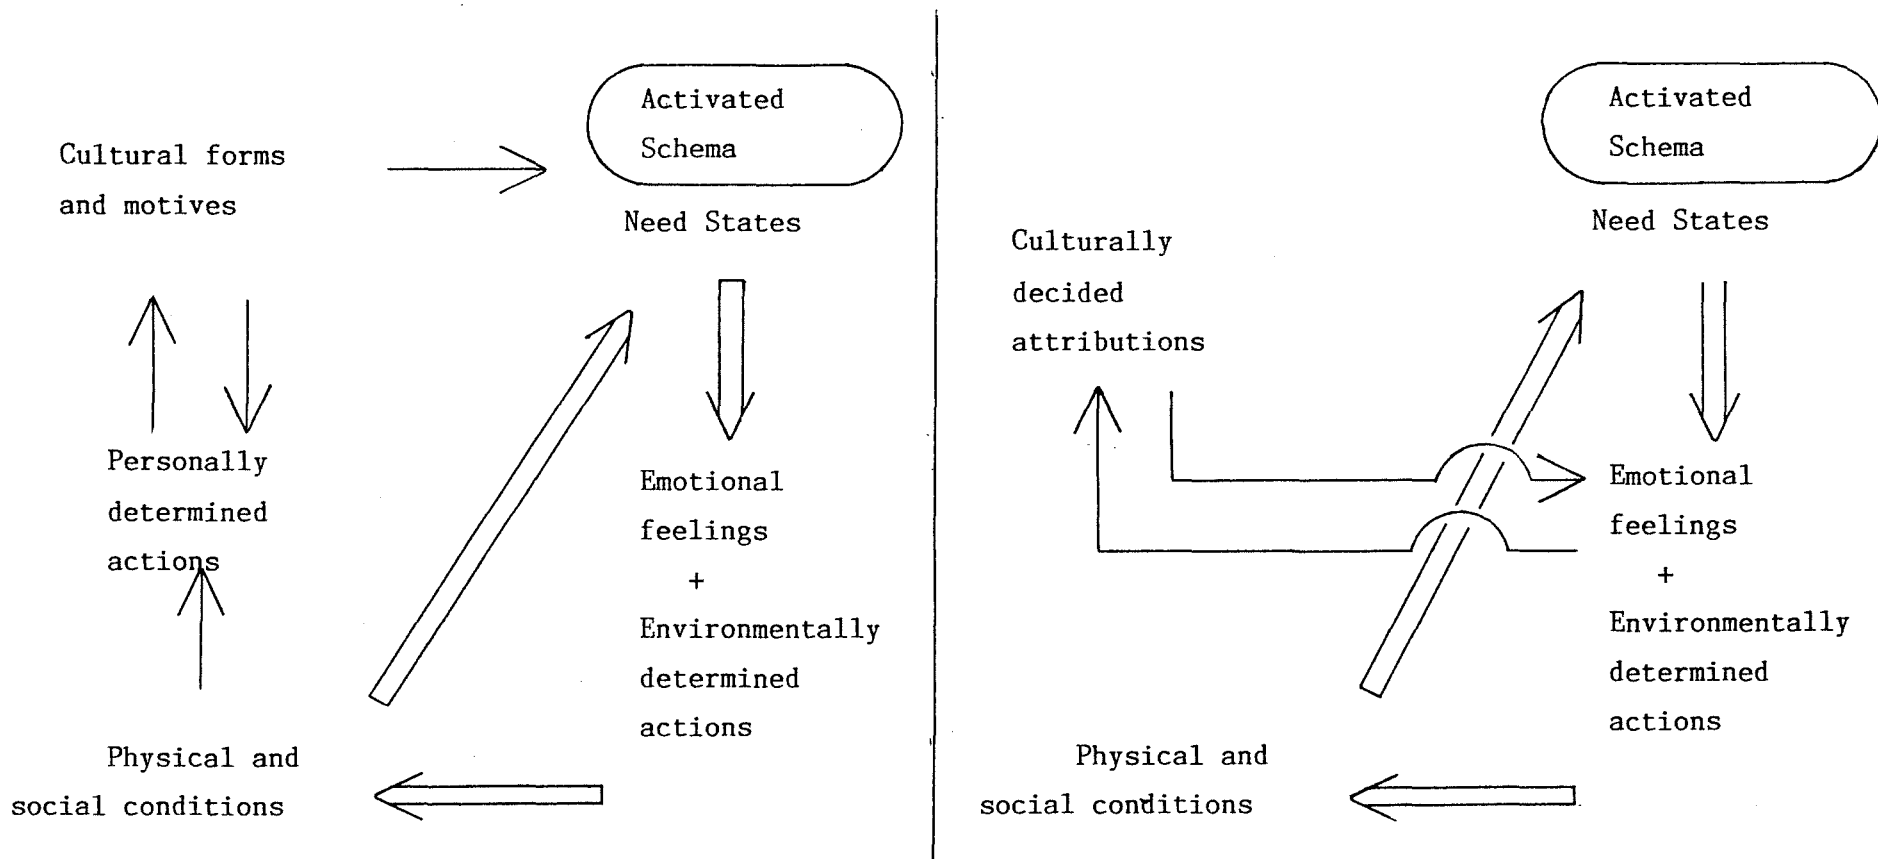 Activated
Schema
Cultural forms
and motives
Need States
Personally
determined
actions
Emotional
feelings
+
Environmentally
determined
actions
Physical and
social conditions
Activated
Schema
Need States
Culturally
decided
attributions
Emotional
feelings
+
Environmentally
determined
actions
Physical and
social conditions